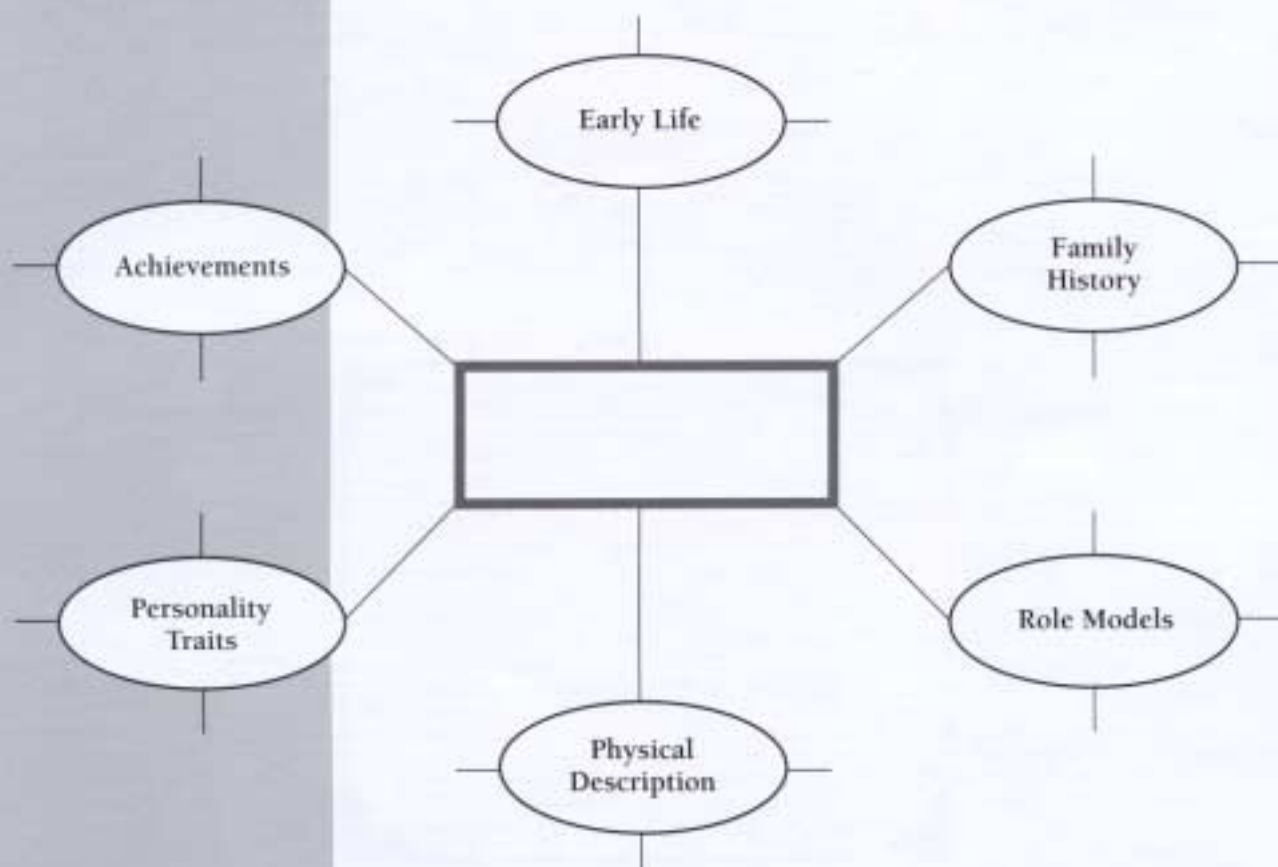 Early Life
Achievements
Family
History
Personality
Traits
Role Models
Physical
Description